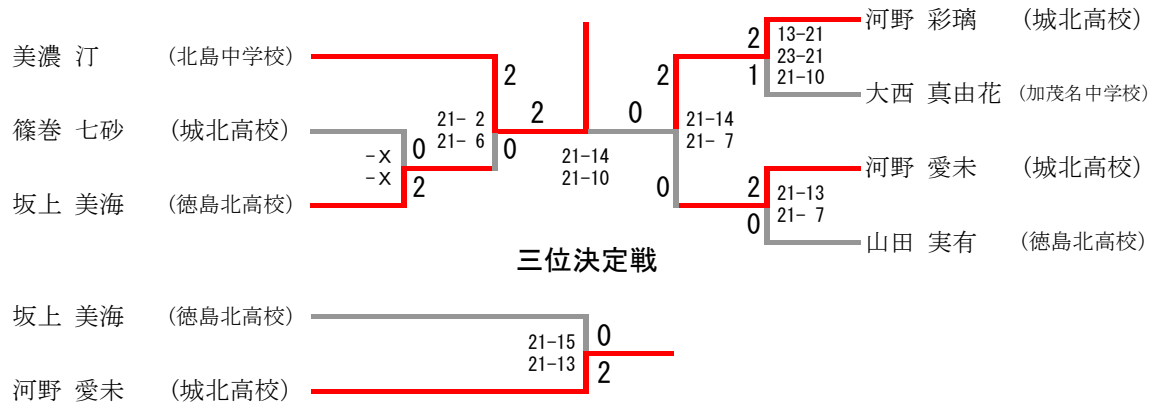 美濃 汀 (北島中学校)
篠巻 七砂 (城北高校)
坂上 美海 (徳島北高校)
-X
-X
0
2
21- 2
21- 6
2
0
2
0
21-14
21-10
2
0
21-14
21- 7
2
1
13-21
23-21
21-10
河野 彩璃 (城北高校)
大西 真由花 (加茂名中学校)
2
0
21-13
21- 7
河野 愛未 (城北高校)
山田 実有 (徳島北高校)
三位決定戦
坂上 美海 (徳島北高校)
河野 愛未 (城北高校)
21-15
21-13
0
2